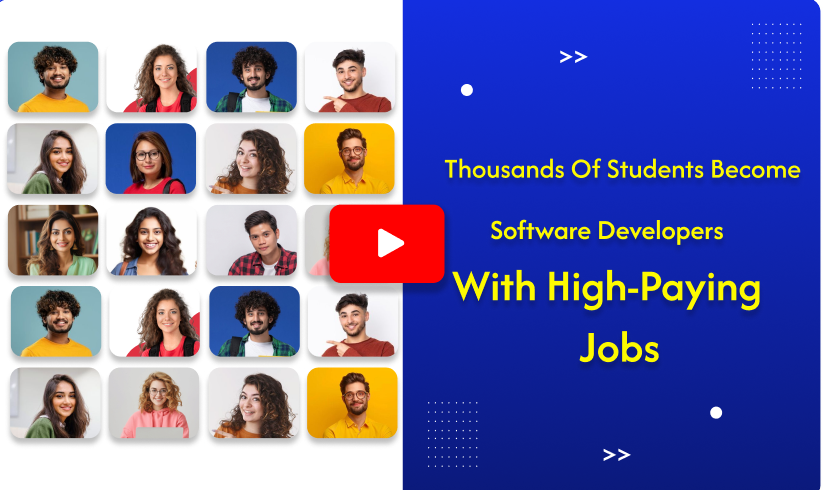 >>
Thousands Of Students Become
Software Developers
With High-Paying
Jobs
>>